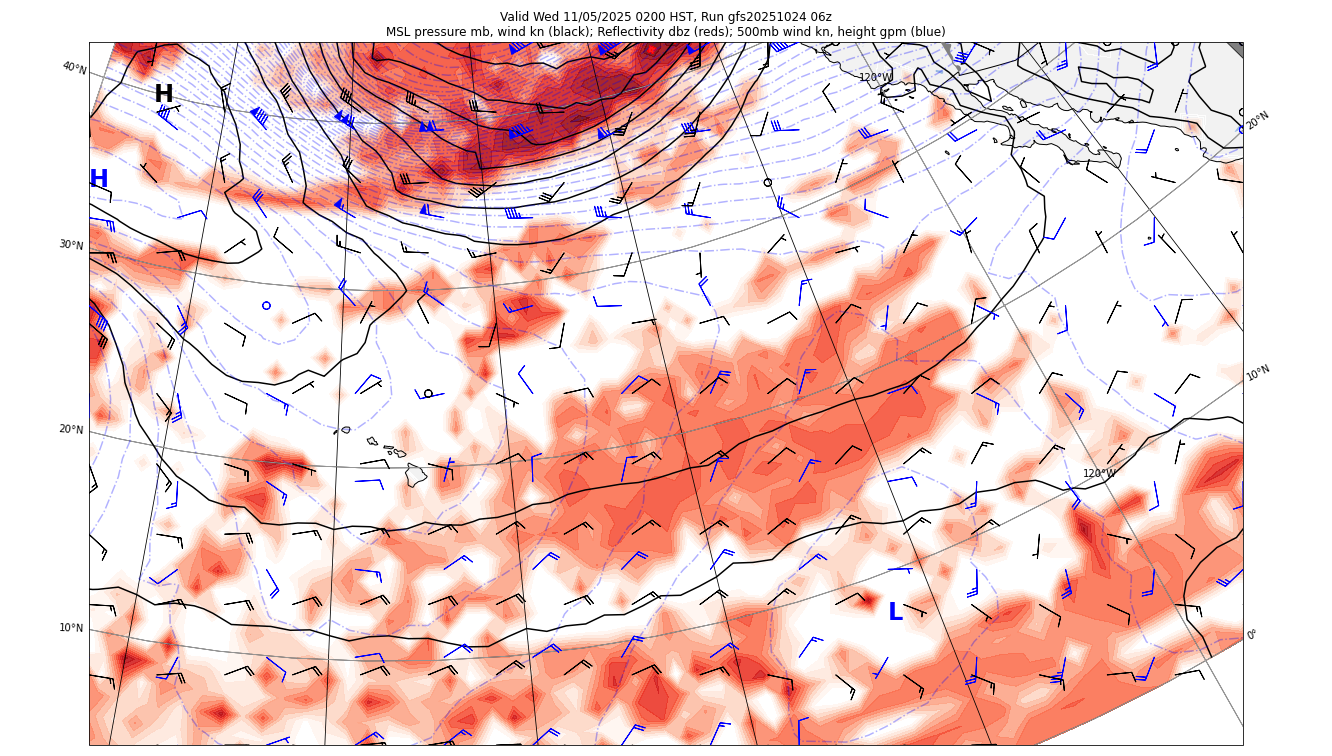 Valid Wed 11/05/2025 0200 HST, Run gfs20251024 06z
MSL pressure mb, wind kn (black); Reflectivity dbz (reds); 500mb wind kn, height gpm (blue)
40°N
H
120°W
20°N
H
30°N
10°N
20°N
120°W
L
10°N
0°